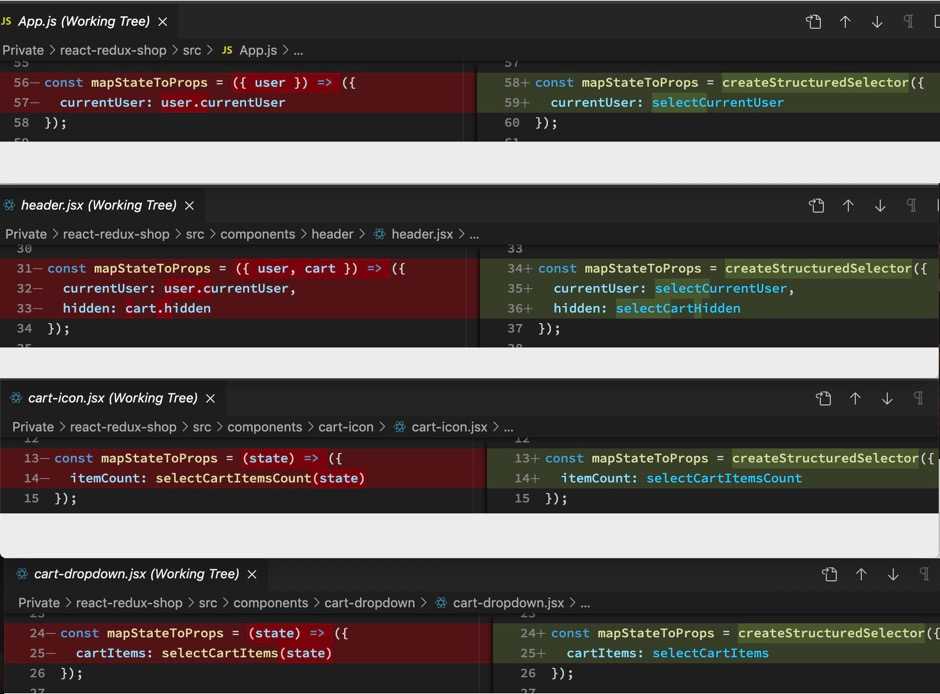 JS App.js (Working Tree) ×
Private > react-redux-shop > src > JS App.js > ...
55 57
56— const mapStateToProps = ({ user }) => ({ 58+ const mapStateToProps = createStructuredSelector({
57— currentUser: user.currentUser 59+ currentUser: selectCurrentUser
58 }); 60 });
59 61
header.jsx (Working Tree) ×
Private > react-redux-shop > src > components > header > header.jsx > ...
30 33
31— const mapStateToProps = ({ user, cart }) => ({ 34+ const mapStateToProps = createStructuredSelector({
32— currentUser: user.currentUser, 35+ currentUser: selectCurrentUser,
33— hidden: cart.hidden 36+ hidden: selectCartHidden
34 }); 37 });
35 38
cart-icon.jsx (Working Tree) ×
Private > react-redux-shop > src > components > cart-icon > cart-icon.jsx > ...
12 12
13— const mapStateToProps = (state) => ({ 13+ const mapStateToProps = createStructuredSelector({
14— itemCount: selectCartItemsCount(state) 14+ itemCount: selectCartItemsCount
15 }); 15 });
cart-dropdown.jsx (Working Tree) ×
Private > react-redux-shop > src > components > cart-dropdown > cart-dropdown.jsx > ...
23 23
24— const mapStateToProps = (state) => ({ 24+ const mapStateToProps = createStructuredSelector({
25— cartItems: selectCartItems(state) 25+ cartItems: selectCartItems
26 }); 26 });
27 27